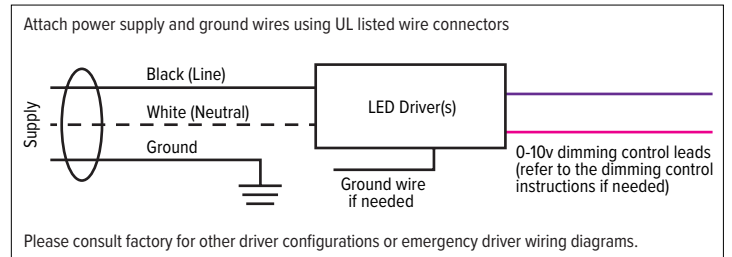 Attach power supply and ground wires using UL listed wire connectors
Supply
Black (Line)
White (Neutral)
Ground
LED Driver(s)
Ground wire
if needed
0-10v dimming control leads
(refer to the dimming control
instructions if needed)
Please consult factory for other driver configurations or emergency driver wiring diagrams.